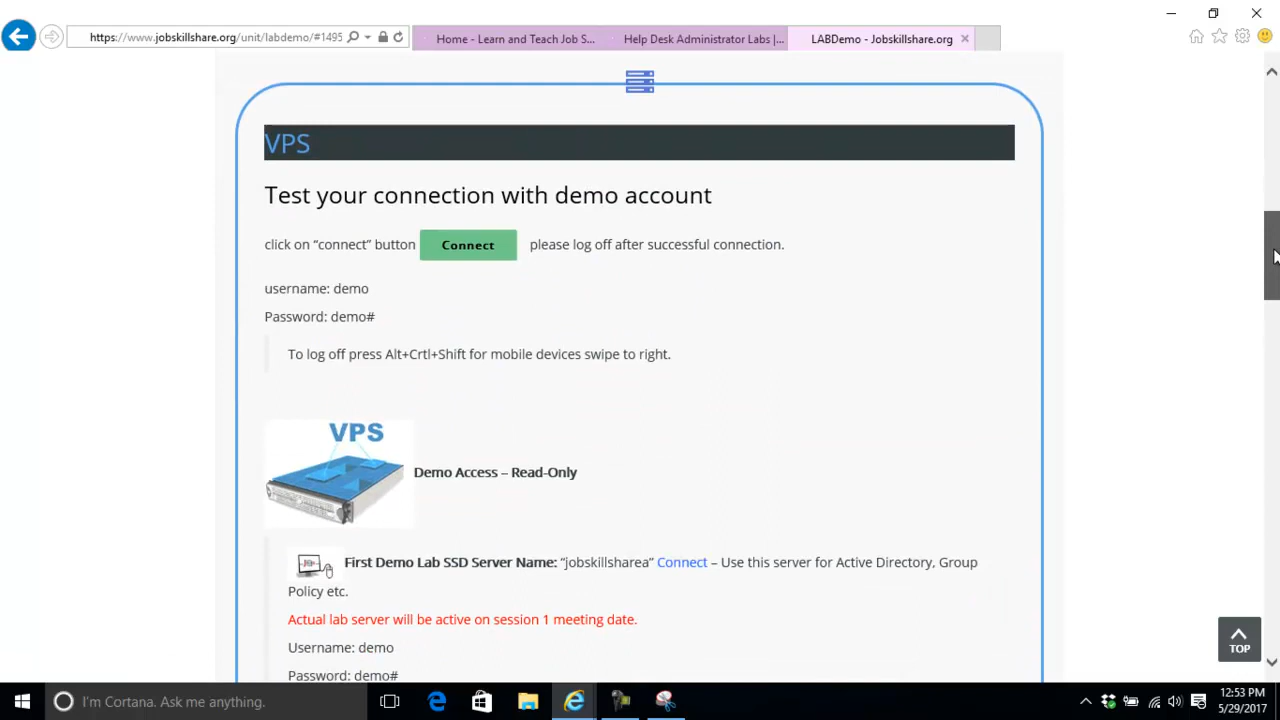 https://www.jobskillshare.org/unit/labdemo/#1495
Home - Learn and Teach Job S...
Help Desk Administrator Labs |...
LABDemo - Jobskillshare.org
VPS
Test your connection with demo account
click on “connect” button Connect please log off after successful connection.
username: demo
Password: demo#
To log off press Alt+Crtl+Shift for mobile devices swipe to right.
VPS
Demo Access – Read-Only
First Demo Lab SSD Server Name: “jobskillsharea” Connect – Use this server for Active Directory, Group
Policy etc.
Actual lab server will be active on session 1 meeting date.
Username: demo
Password: demo#
TOP
I'm Cortana. Ask me anything.
12:53 PM
5/29/2017